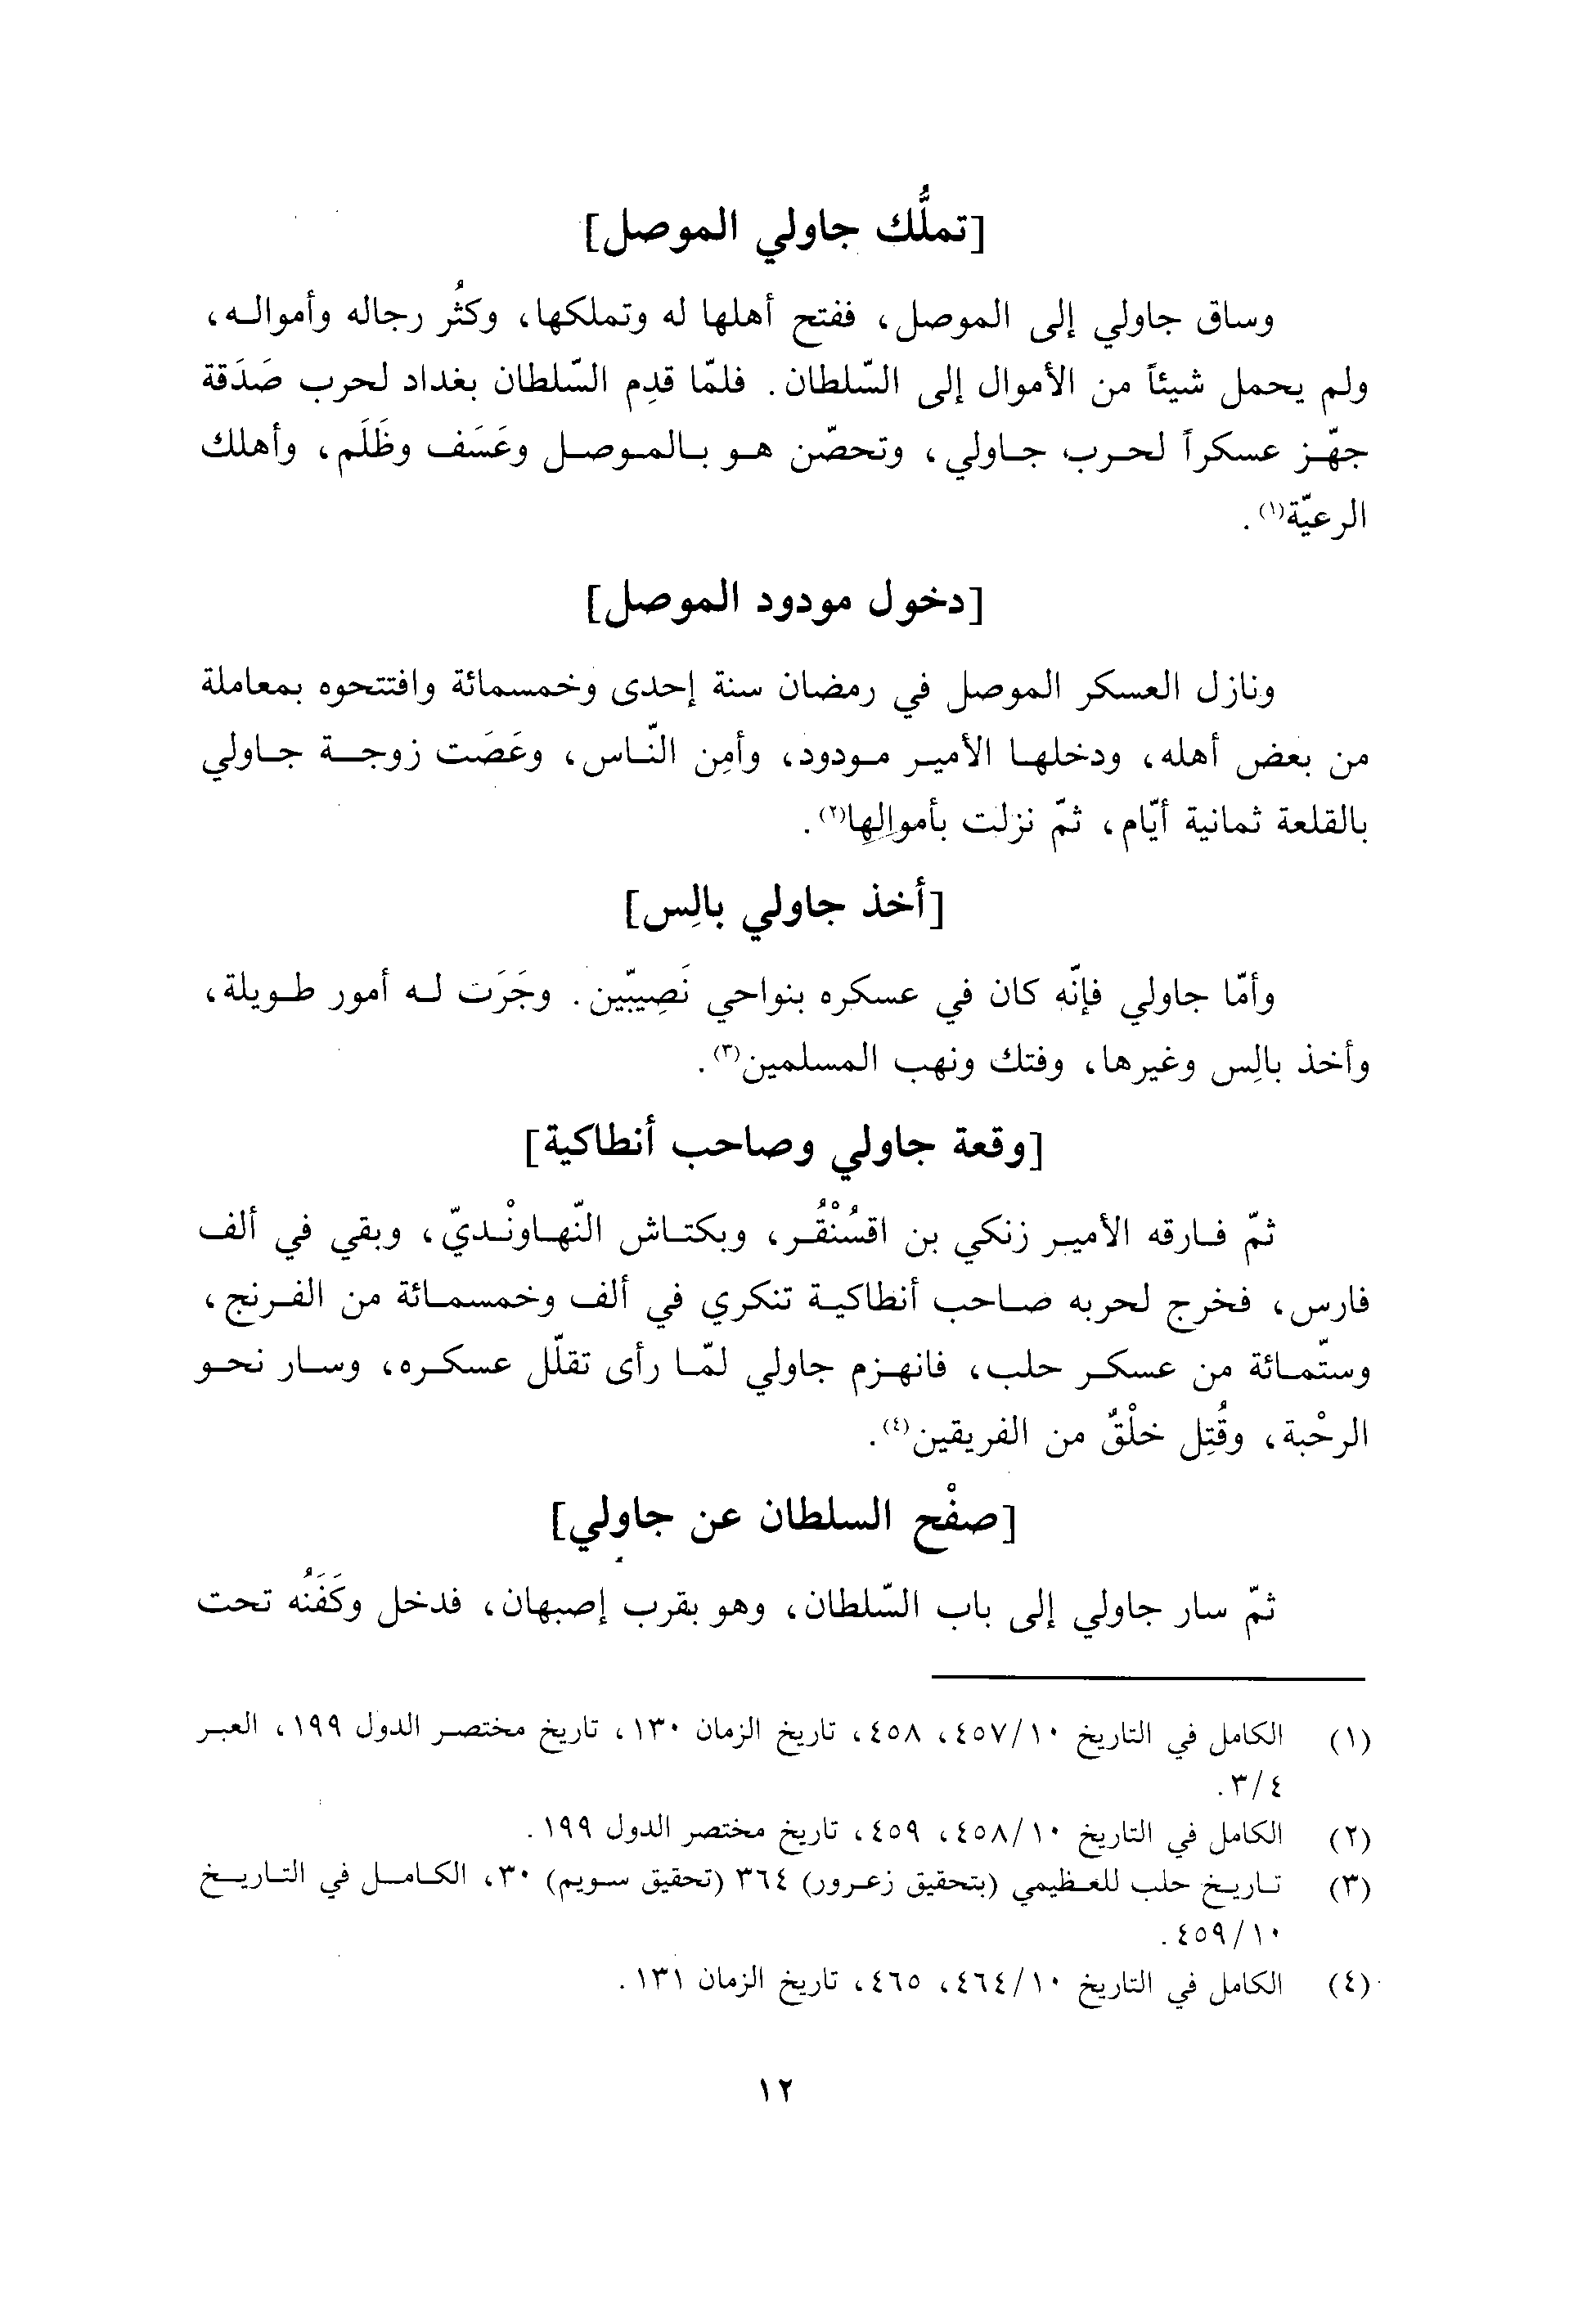 [تملُّك جاولي الموصل]
وساق جاولي إلى الموصل، ففتح أهلها له وتملكها، وكثُر رجاله وأمواله،
ولم يحمل شيئاً من الأموال إلى السّلطان. فلمّا قدِم السّلطان بغداد لحرب صَدَقة
جهّز عسكراً لحرب جاولي، وتحصّن هو بالموصل وعَسَف وظَلَم، وأهلك
الرعيّة(١).
[دخول مودود الموصل]
ونازل العسكر الموصل في رمضان سنة إحدى وخمسمائة وافتتحوه بمعاملة
من بعض أهله، ودخلها الأمير مودود، وأمِن النّاس، وعَصَت زوجة جاولي
بالقلعة ثمانية أيّام، ثمّ نزلت بأموالِها(٢).
[أخذ جاولي بالِس]
وأمّا جاولي فإنّه كان في عسكره بنواحي نَصِيبّين. وجَرَت له أمور طويلة،
وأخذ بالِس وغيرها، وفتك ونهب المسلمين(٣).
[وقعة جاولي وصاحب أنطاكية]
ثمّ فارقه الأمير زنكي بن اقسُنْقُر، وبكتاش النّهاونْديّ، وبقي في ألف
فارس، فخرج لحربه صاحب أنطاكية تنكري في ألف وخمسمائة من الفرنج،
وستّمائة من عسكر حلب، فانهزم جاولي لمّا رأى تقلّل عسكره، وسار نحو
الرحْبة، وقُتِل خلْقٌ من الفريقين(٤).
[صفْح السلطان عن جاولي]
ثمّ سار جاولي إلى باب السّلطان، وهو بقرب إصبهان، فدخل وكَفَنُه تحت
(١) الكامل في التاريخ ٤٥٧/١٠، ٤٥٨، تاريخ الزمان ١٣٠، تاريخ مختصر الدول ١٩٩، العبر
٣/٤.
(٢) الكامل في التاريخ ٤٥٨/١٠، ٤٥٩، تاريخ مختصر الدول ١٩٩.
(٣) تاريخ حلب للعظيمي (بتحقيق زعرور) ٣٦٤ (تحقيق سويم) ٣٠، الكامل في التاريخ
٤٥٩/١٠.
(٤) الكامل في التاريخ ٤٦٤/١٠، ٤٦٥، تاريخ الزمان ١٣١.
١٢